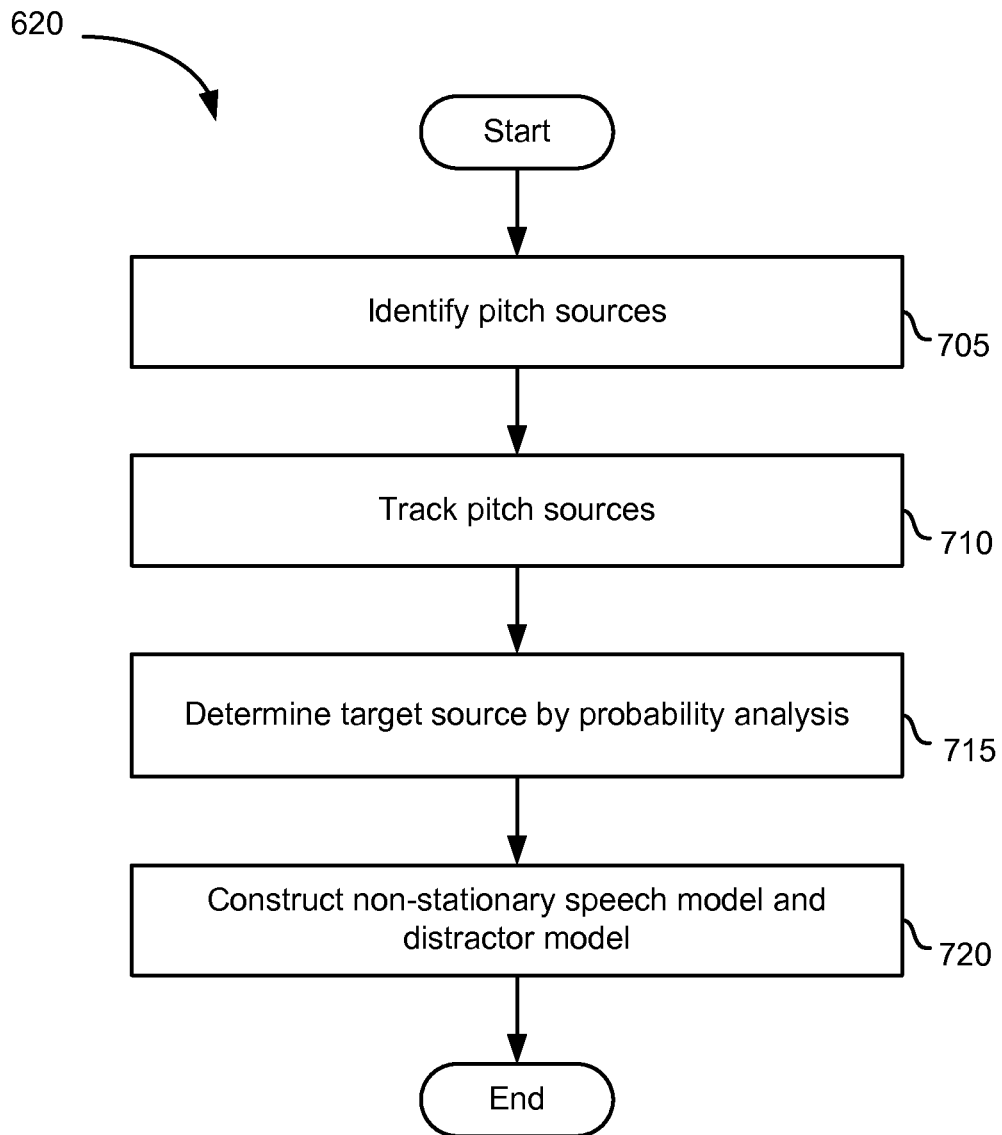 620
Start
Identify pitch sources
705
Track pitch sources
710
Determine target source by probability analysis
715
Construct non-stationary speech model and
distractor model
720
End